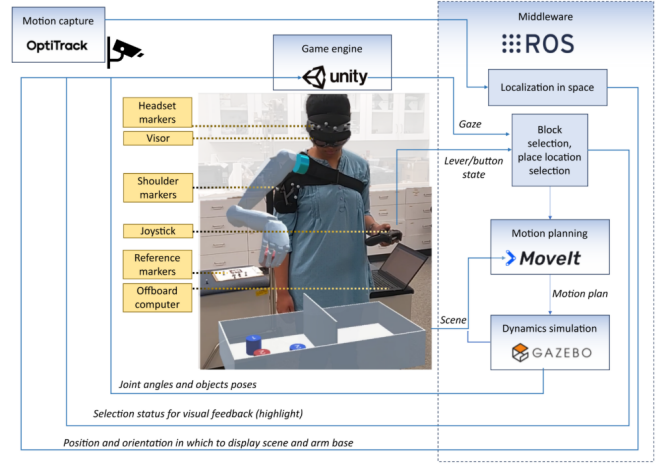 Motion capture
OptiTrack
Middleware
ROS
Game engine
unity
Localization in space
Headset
markers
Visor
Shoulder
markers
Joystick
Reference
markers
Offboard
computer
Gaze
Lever/button
state
Block
selection,
place location
selection
Motion planning
MoveIt
Motion plan
Scene
Dynamics simulation
GAZEBO
Joint angles and objects poses
Selection status for visual feedback (highlight)
Position and orientation in which to display scene and arm base